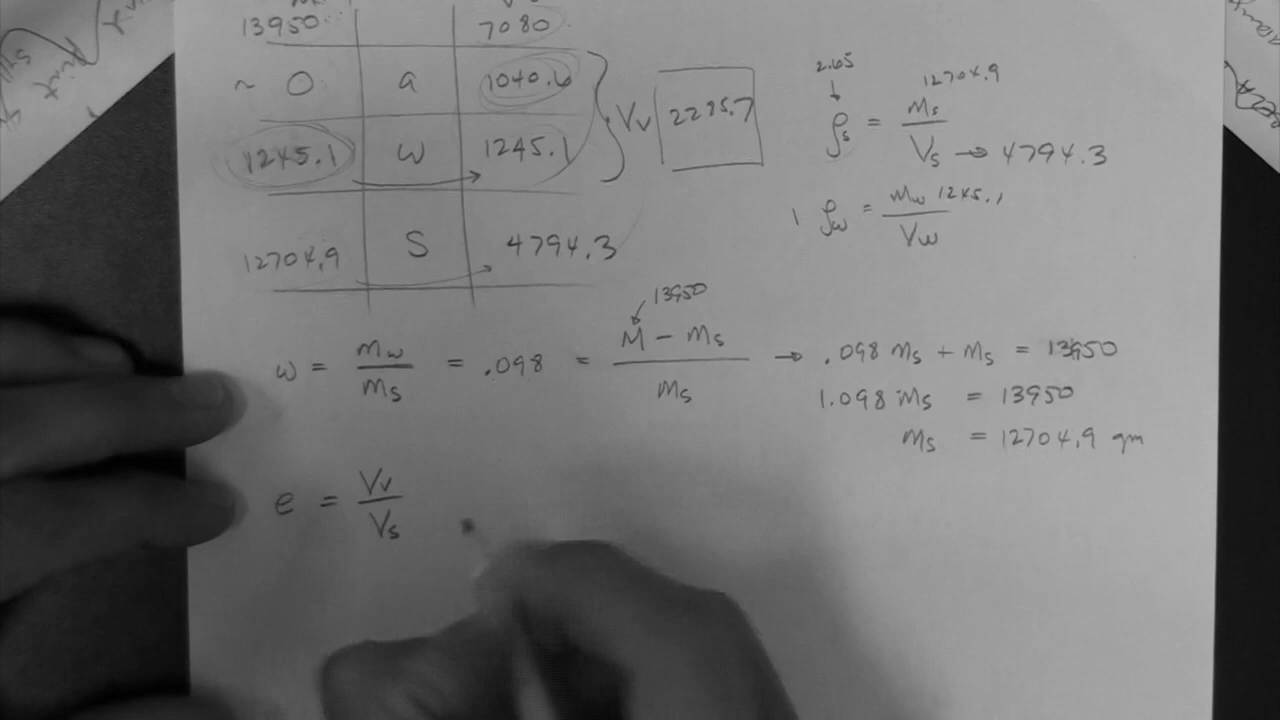 13950 7080
~ 0 a 1040.6
1245.1 w 1245.1 Vv 2285.7
12704.9 S 4794.3
2.65
ρs = Ms 12704.9 / Vs → 4794.3
1 ρw = Mw 1245.1 / Vw
13950
w = Mw / Ms = .098 = M - Ms / Ms → .098 Ms + Ms = 13950
1.098 Ms = 13950
Ms = 12704.9 gm
e = Vv / Vs